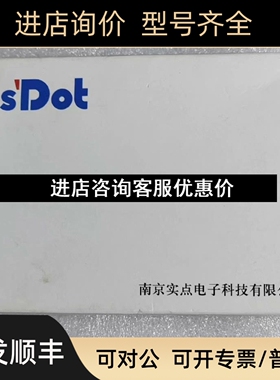 进店询价 型号齐全
s'Dot
进店咨询客服优惠价
南京实点电子科技有限
发顺丰
可对公 可开专票/普